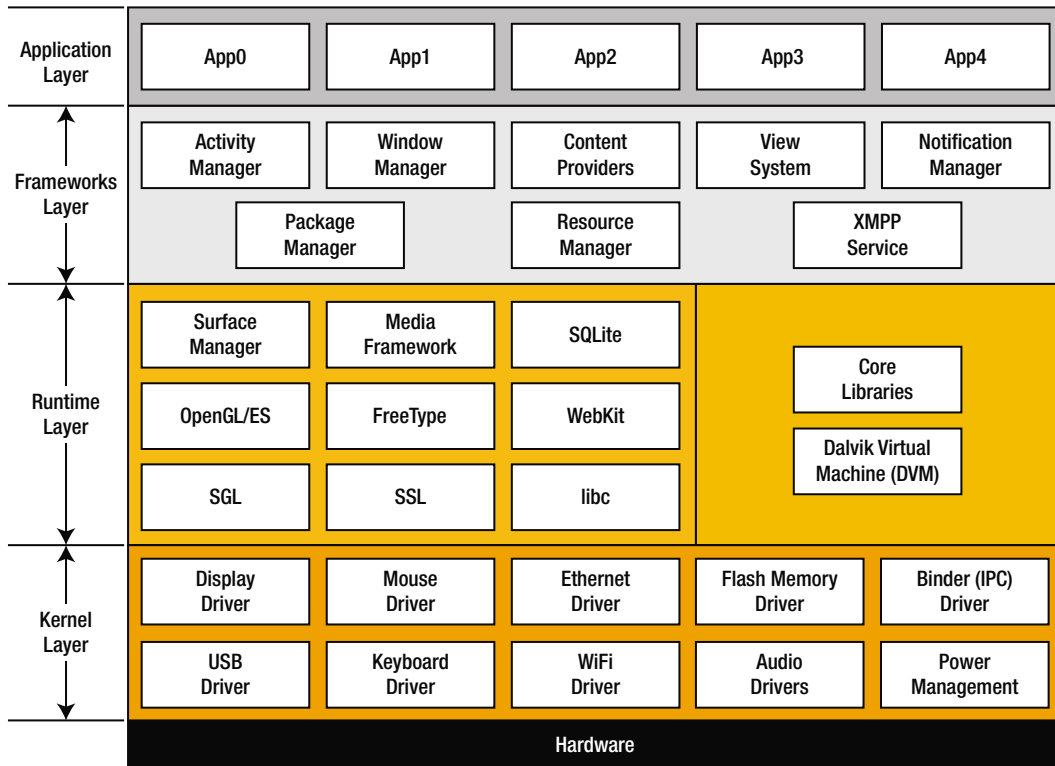 Application
Layer
App0
App1
App2
App3
App4
Frameworks
Layer
Activity
Manager
Window
Manager
Content
Providers
View
System
Notification
Manager
Package
Manager
Resource
Manager
XMPP
Service
Runtime
Layer
Surface
Manager
Media
Framework
SQLite
OpenGL/ES
FreeType
WebKit
SGL
SSL
libc
Core
Libraries
Dalvik Virtual
Machine (DVM)
Kernel
Layer
Display
Driver
Mouse
Driver
Ethernet
Driver
Flash Memory
Driver
Binder (IPC)
Driver
USB
Driver
Keyboard
Driver
WiFi
Driver
Audio
Drivers
Power
Management
Hardware